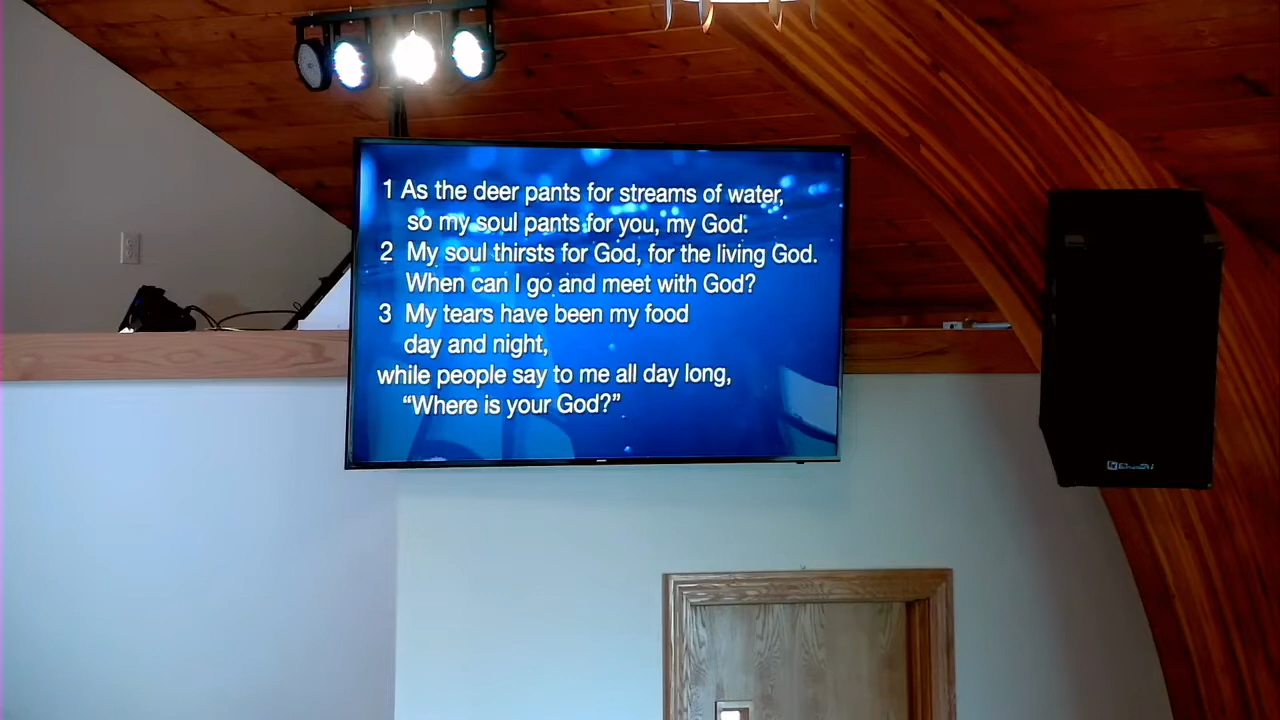 1 As the deer pants for streams of water,
so my soul pants for you, my God.
2 My soul thirsts for God, for the living God.
When can I go and meet with God?
3 My tears have been my food
day and night,
while people say to me all day long,
“Where is your God?”